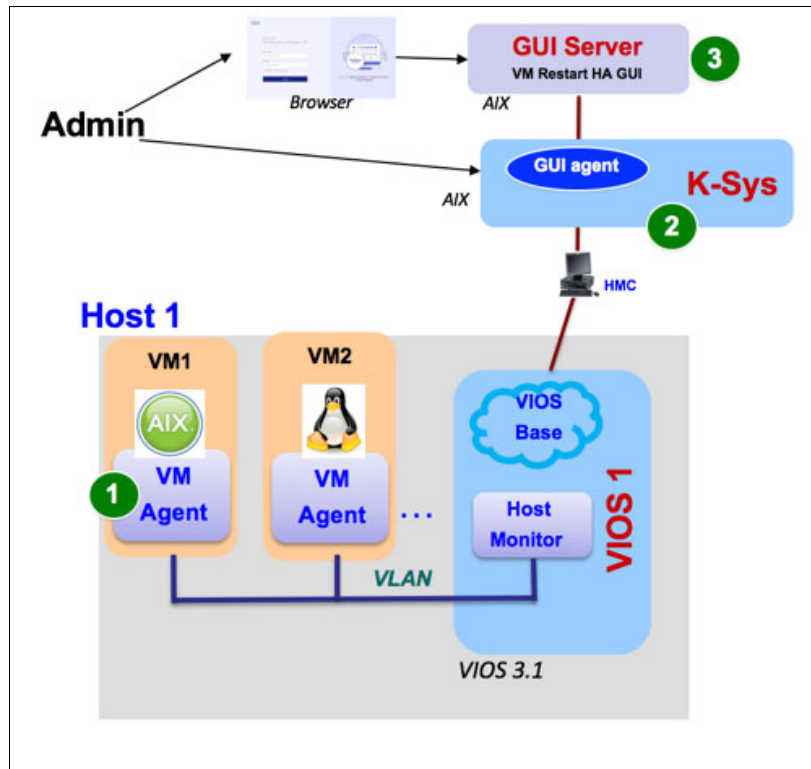 GUI Server
VM Restart HA GUI
3
Browser
AIX
Admin
GUI agent
K-Sys
AIX
2
HMC
Host 1
VM1
VM2
VIOS
Base
AIX
VM
Agent
1
VM
Agent
...
Host
Monitor
VIOS 1
VLAN
VIOS 3.1